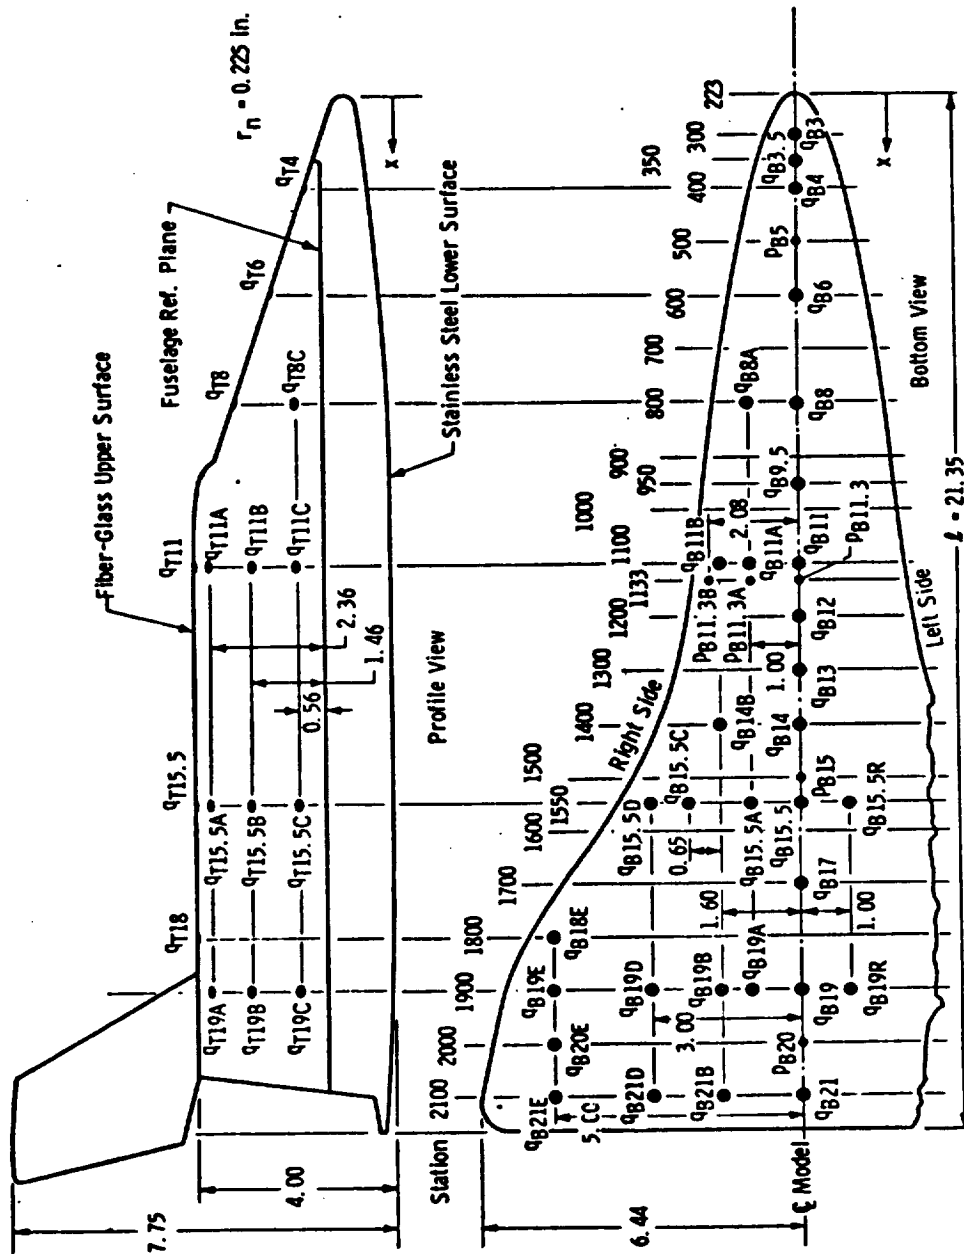 r_n = 0.225 in.
Fiber-Glass Upper Surface
Fuselage Ref. Plane
Stainless Steel Lower Surface
Profile View
q_T4
q_T6
q_T8
q_T8C
q_T11
q_T11A
q_T11B
q_T11C
q_T15.5
q_T15.5A
q_T15.5B
q_T15.5C
q_T18
q_T19A
q_T19B
q_T19C
2.36
1.46
0.56
7.75
4.00
x
Station
2100
2000
1900
1800
1700
1600
1550
1500
1400
1300
1200
1133
1100
1000
950
900
800
700
600
500
400
350
300
223
Right Side
Left Side
Bottom View
x
q_B3
q_B3.5
q_B4
p_B5
q_B6
q_B8
q_B8A
q_B9.5
q_B11
q_B11A
q_B11B
p_B11.3
p_B11.3A
p_B11.3B
q_B12
q_B13
q_B14
q_B14B
p_B15
q_B15.5
q_B15.5A
q_B15.5C
q_B15.5D
q_B15.5R
q_B17
q_B18E
q_B19
q_B19A
q_B19B
q_B19D
q_B19E
q_B19R
p_B20
q_B20E
q_B21
q_B21B
q_B21D
q_B21E
2.08
1.00
0.65
1.60
1.00
3.00
5.CC
6.44
℄ Model
ℓ = 21.35